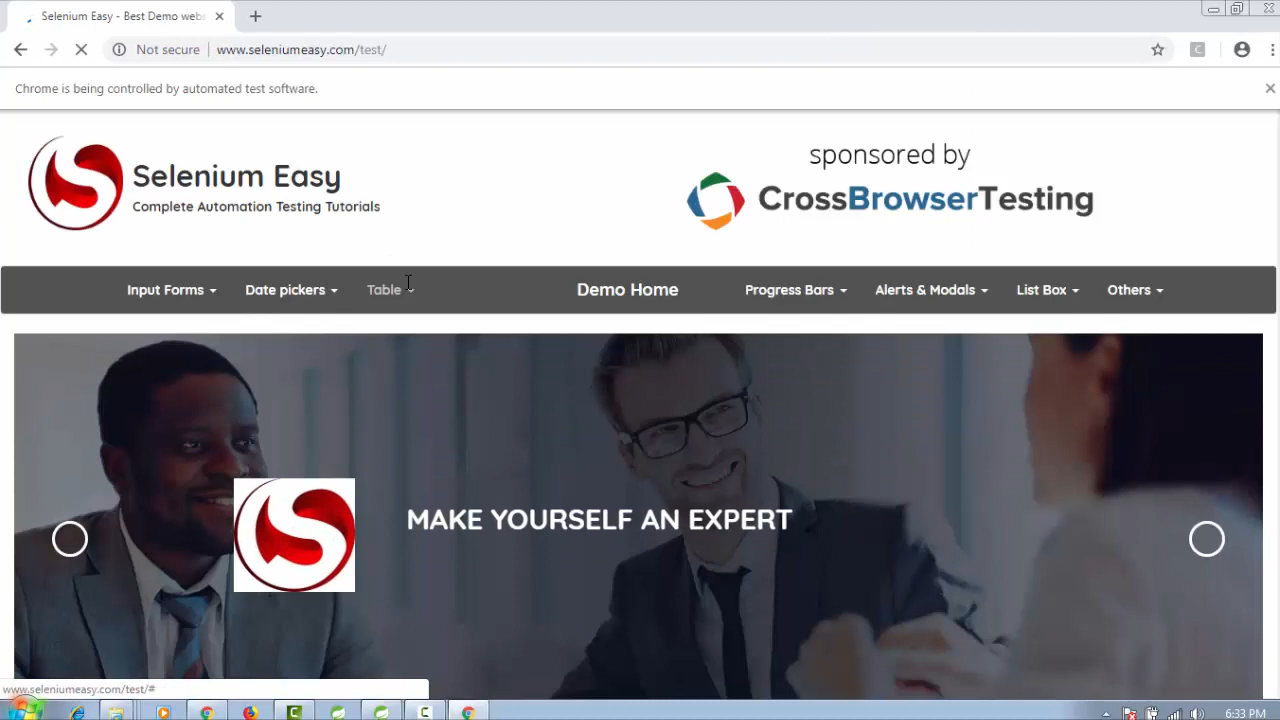 Selenium Easy - Best Demo webs
Not secure
www.seleniumeasy.com/test/
Chrome is being controlled by automated test software.
Selenium Easy
Complete Automation Testing Tutorials
sponsored by
CrossBrowserTesting
Input Forms
Date pickers
Table
Demo Home
Progress Bars
Alerts & Modals
List Box
Others
MAKE YOURSELF AN EXPERT
www.seleniumeasy.com/test/#
6:33 PM